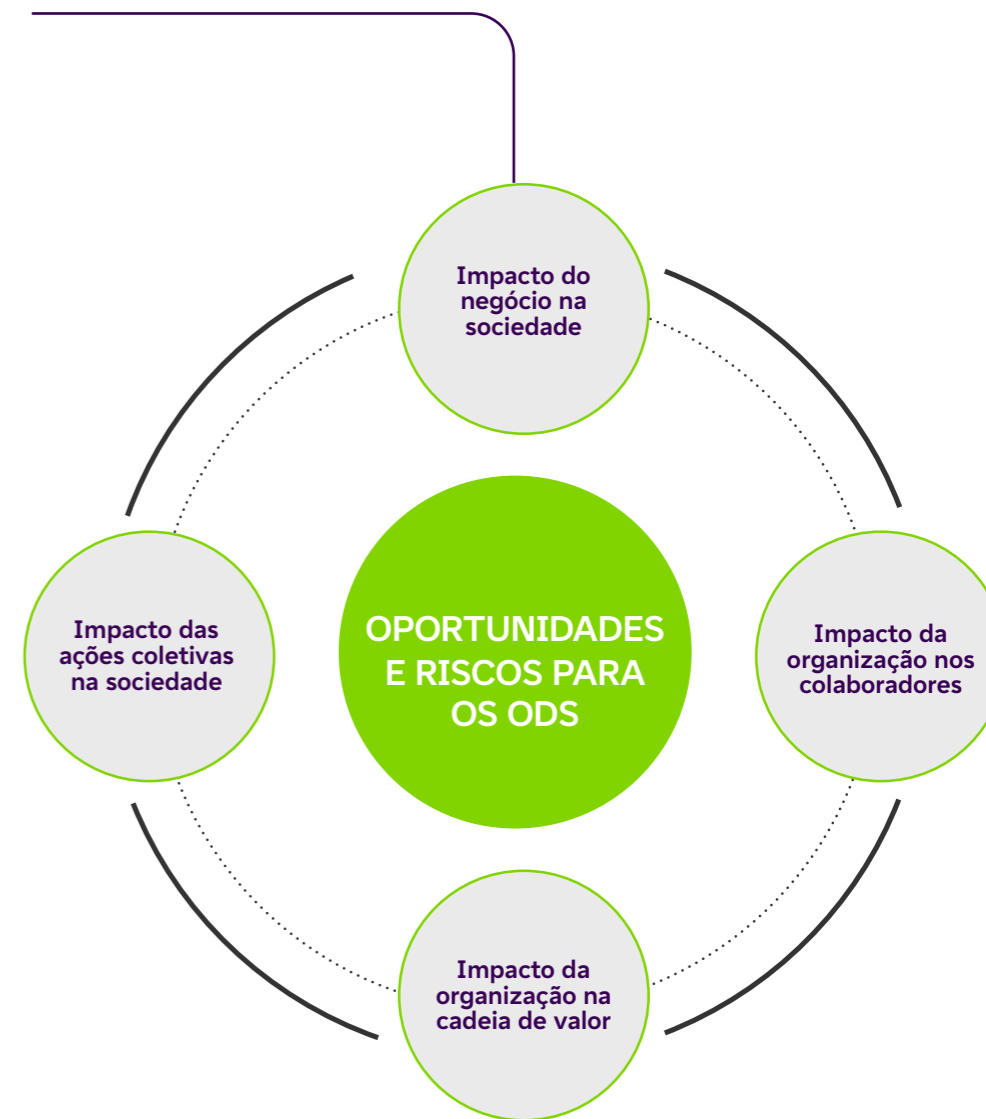 Impacto do
negócio na
sociedade
Impacto das
ações coletivas
na sociedade
OPORTUNIDADES
E RISCOS PARA
OS ODS
Impacto da
organização nos
colaboradores
Impacto da
organização na
cadeia de valor